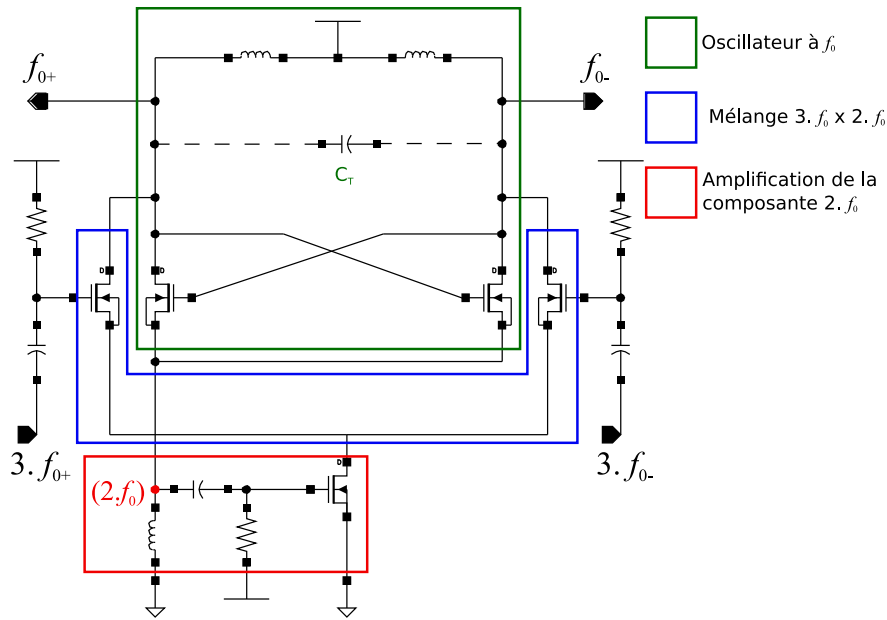 f0+
f0-
Oscillateur à f0
Mélange 3. f0 x 2. f0
Amplification de la
composante 2. f0
CT
D
D
D
D
3.f0+
3.f0-
D
(2.f0)